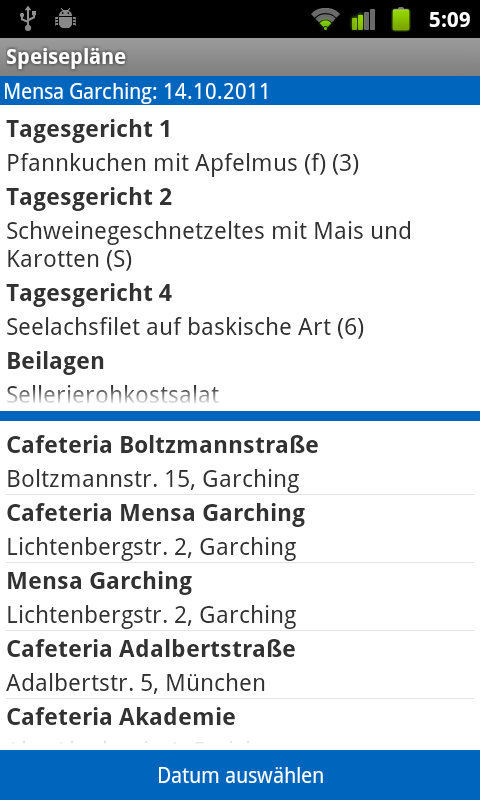 5:09
Speisepläne
Mensa Garching: 14.10.2011
Tagesgericht 1
Pfannkuchen mit Apfelmus (f) (3)
Tagesgericht 2
Schweinegeschnetzeltes mit Mais und
Karotten (S)
Tagesgericht 4
Seelachsfilet auf baskische Art (6)
Beilagen
Sellerierohkostsalat
Cafeteria Boltzmannstraße
Boltzmannstr. 15, Garching
Cafeteria Mensa Garching
Lichtenbergstr. 2, Garching
Mensa Garching
Lichtenbergstr. 2, Garching
Cafeteria Adalbertstraße
Adalbertstr. 5, München
Cafeteria Akademie
Datum auswählen